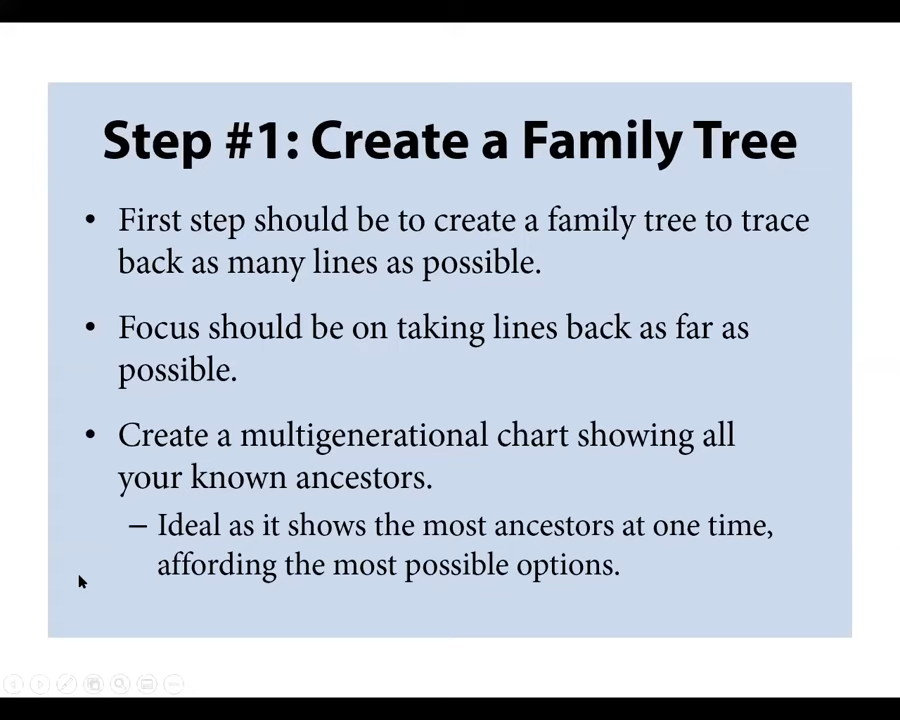 Step #1: Create a Family Tree
• First step should be to create a family tree to trace
back as many lines as possible.
• Focus should be on taking lines back as far as
possible.
• Create a multigenerational chart showing all
your known ancestors.
– Ideal as it shows the most ancestors at one time,
affording the most possible options.